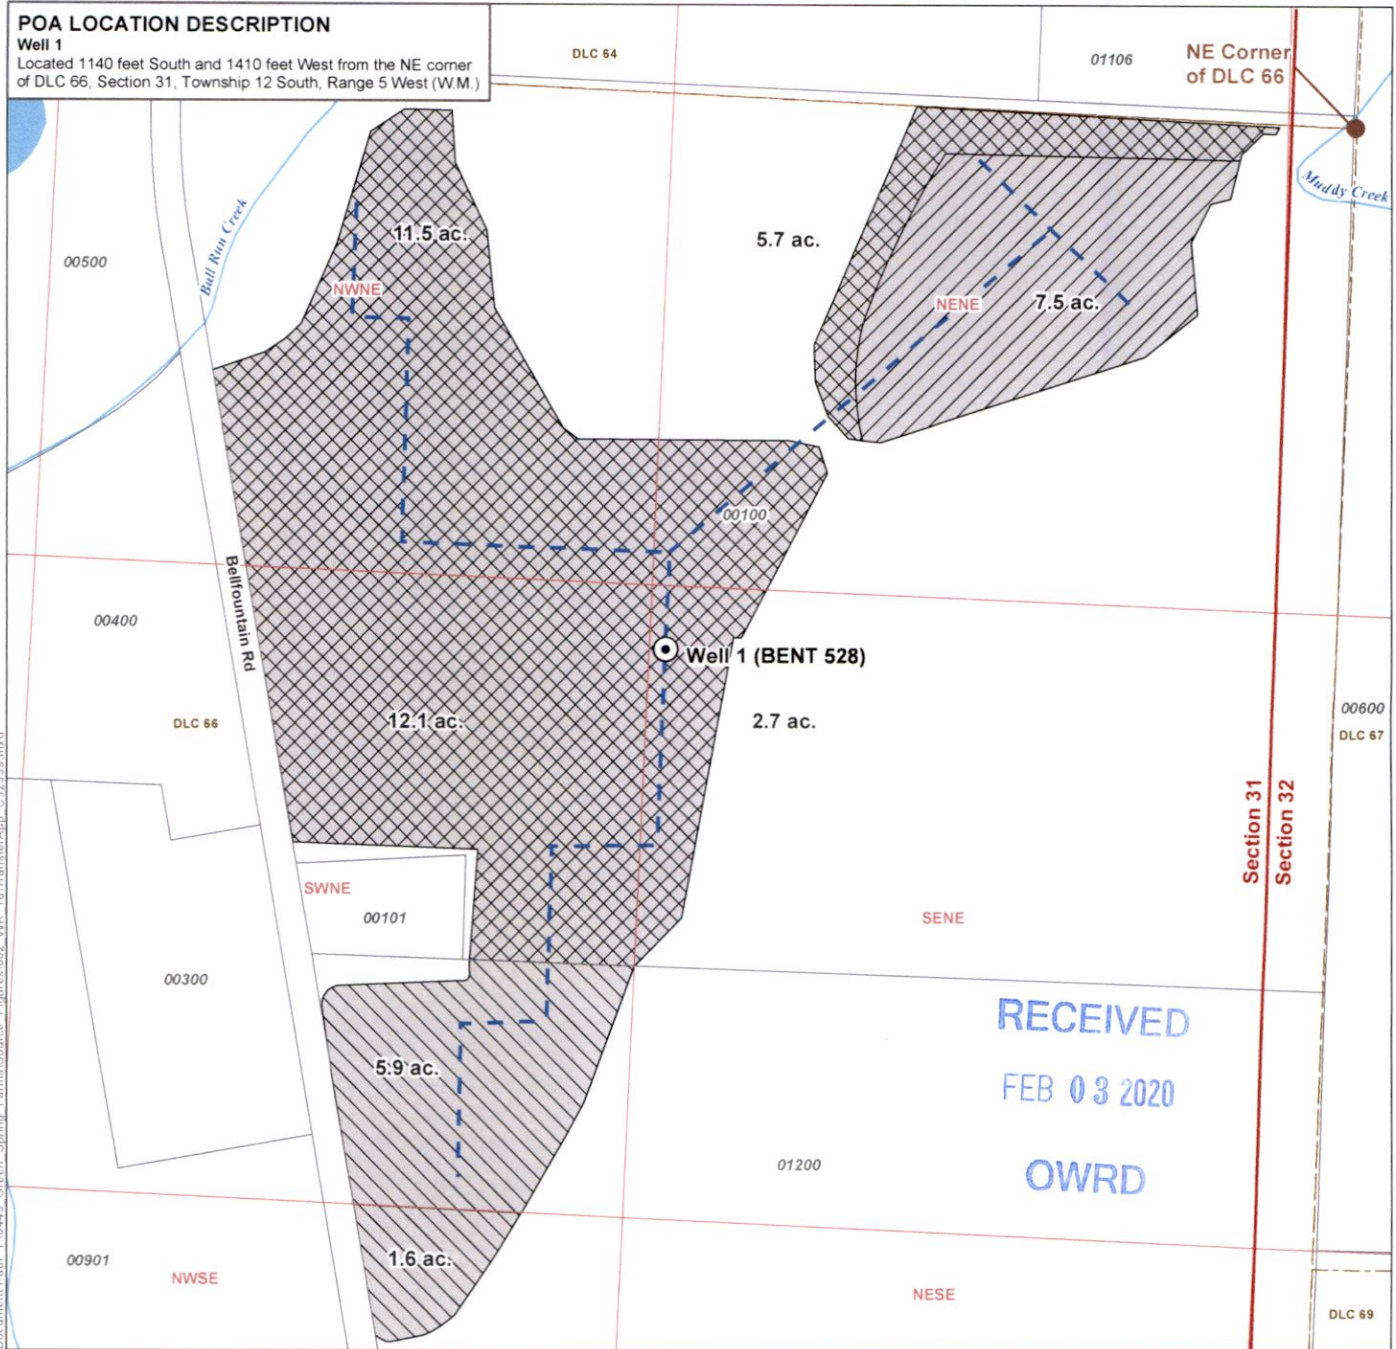 POA LOCATION DESCRIPTION
Well 1
Located 1140 feet South and 1410 feet West from the NE corner
of DLC 66, Section 31, Township 12 South, Range 5 West (W.M.)
DLC 64
01106
NE Corner
of DLC 66
Muddy Creek
Bull Run Creek
00500
11.5 ac.
5.7 ac.
NWNE
NENE
7.5 ac.
00100
Bellfountain Rd
00400
Well 1 (BENT 528)
DLC 66
12.1 ac.
2.7 ac.
00600
DLC 67
Section 31
Section 32
SWNE
00101
SENE
00300
RECEIVED
FEB 03 2020
OWRD
5.9 ac.
01200
00901
NWSE
1.6 ac.
NESE
DLC 69